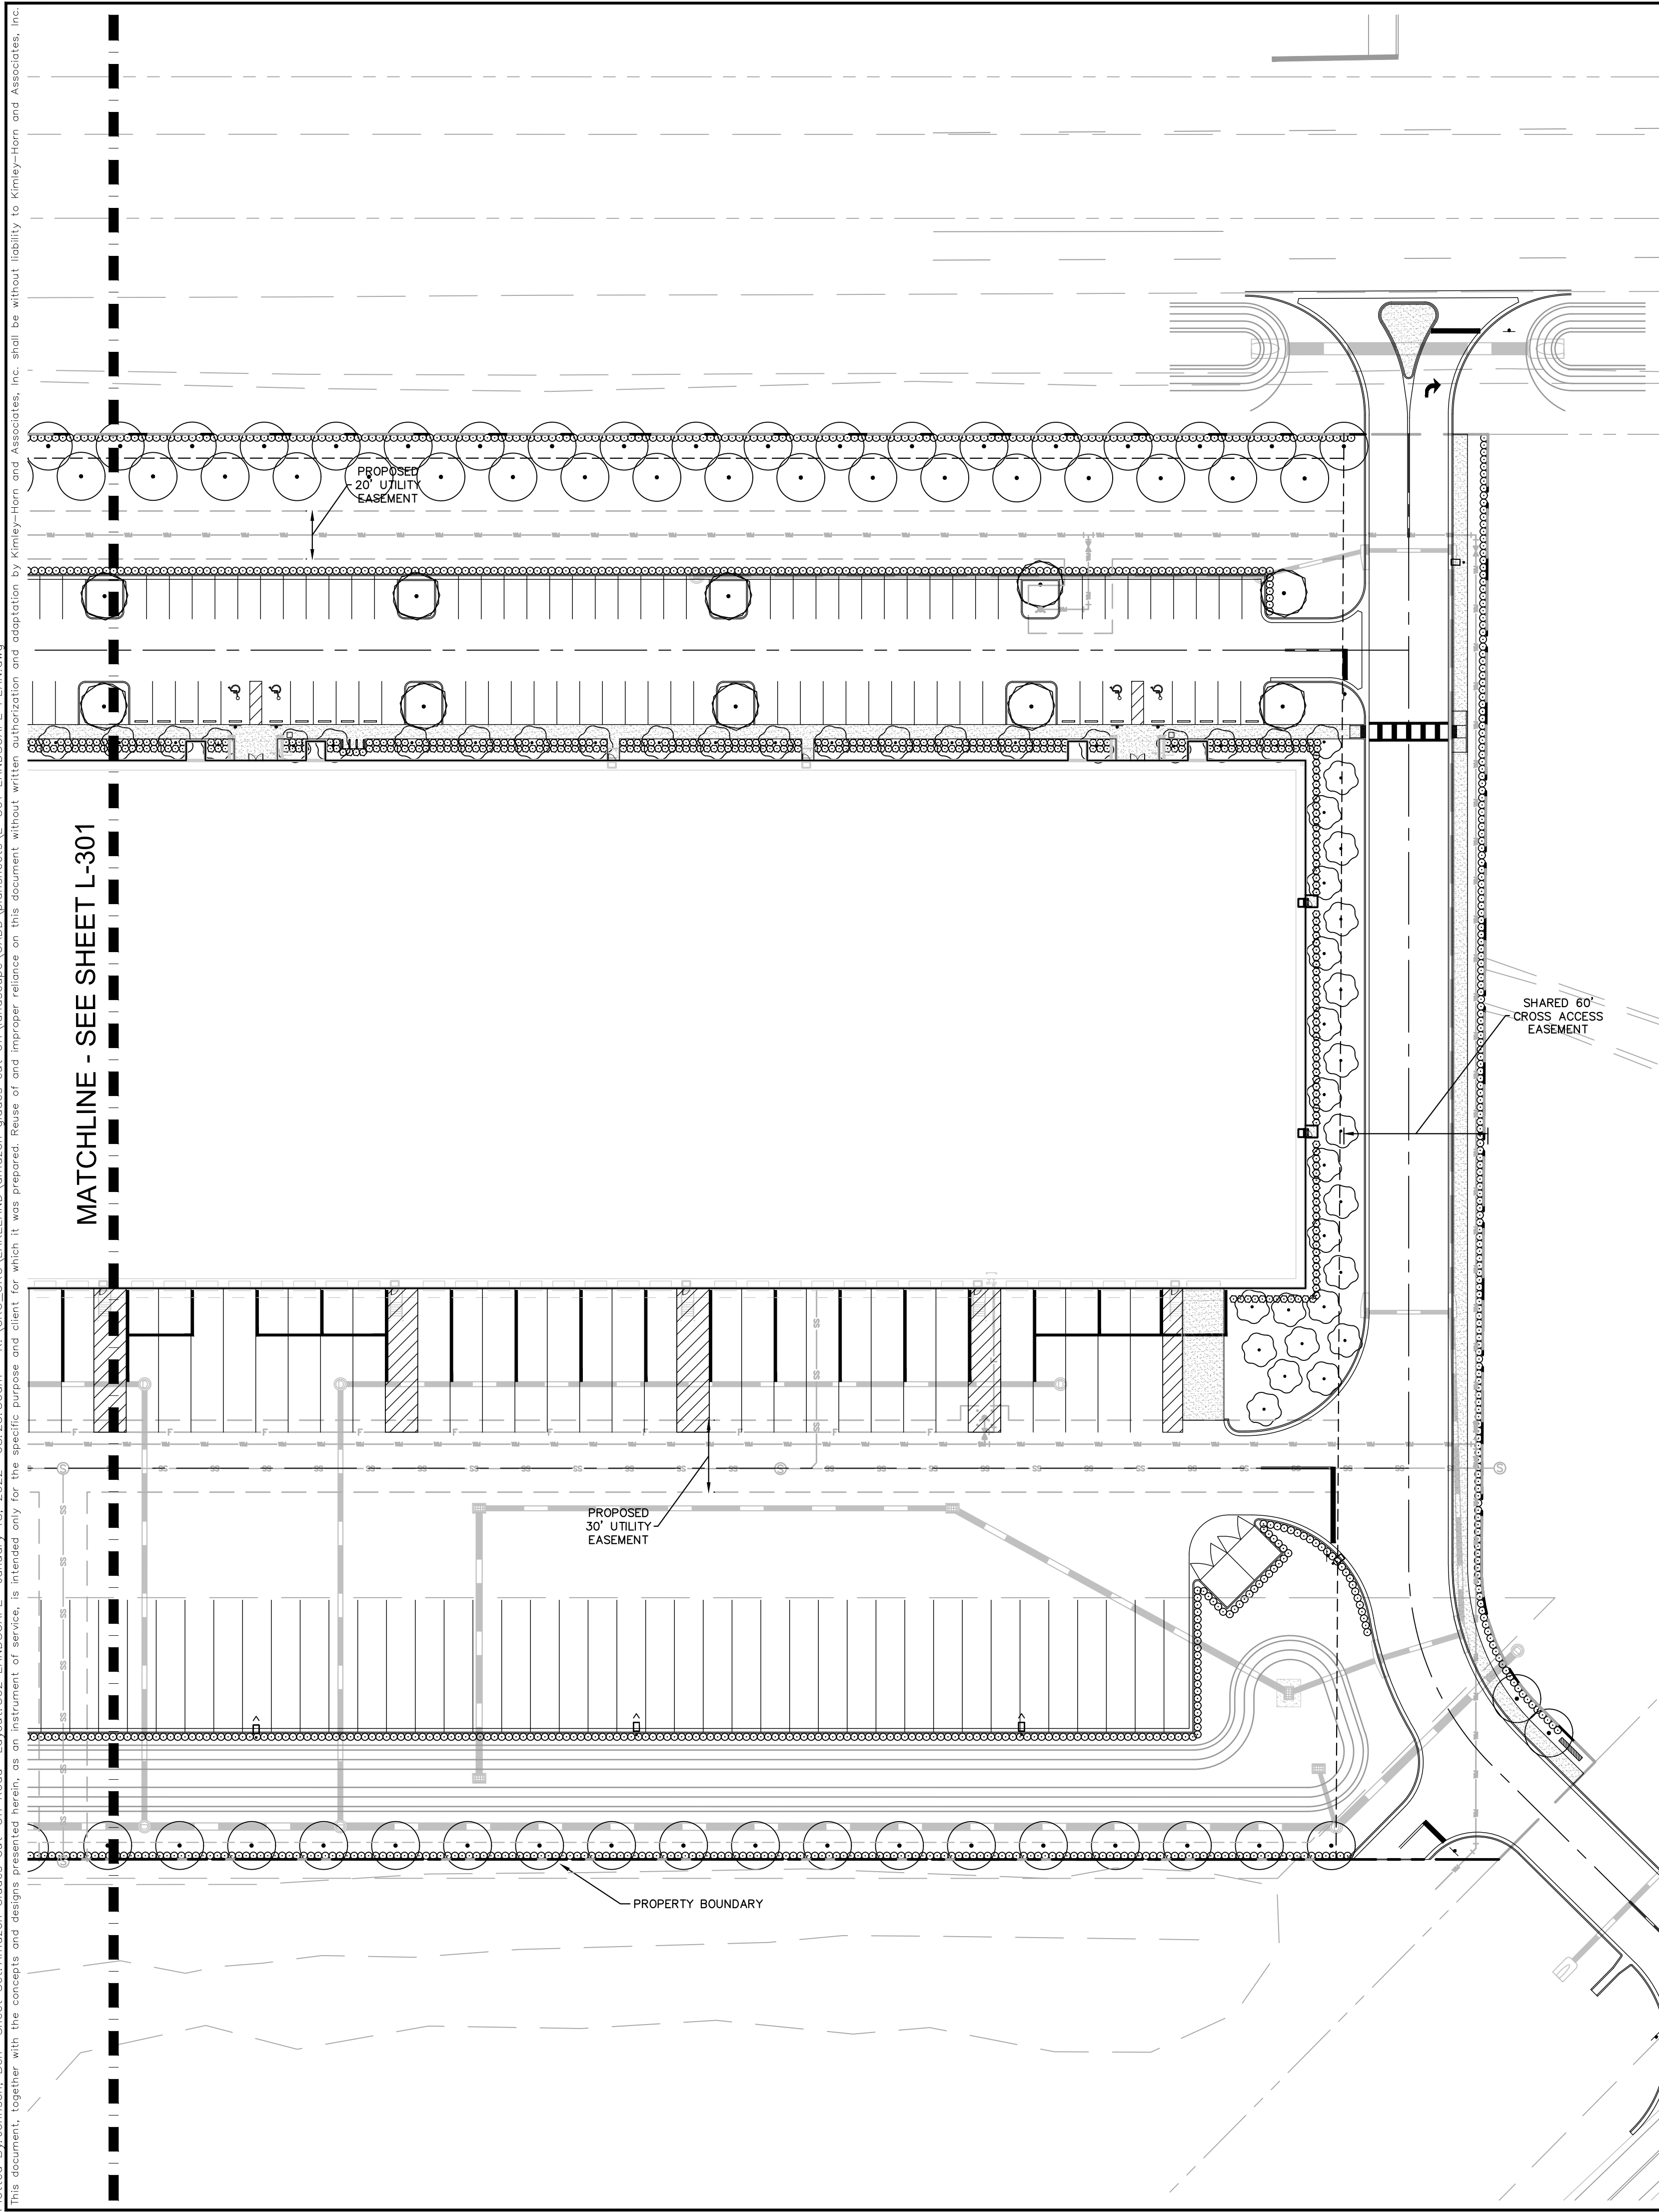 This document, together with the concepts and designs presented herein, as an instrument of service, is intended only for the specific purpose and client for which it was prepared. Reuse of and improper reliance on this document without written authorization and adaptation by Kimley-Horn and Associates, Inc. shall be without liability to Kimley-Horn and Associates, Inc.
MATCHLINE - SEE SHEET L-301
PROPOSED
20' UTILITY
EASEMENT
SHARED 60'
CROSS ACCESS
EASEMENT
PROPOSED
30' UTILITY
EASEMENT
PROPERTY BOUNDARY